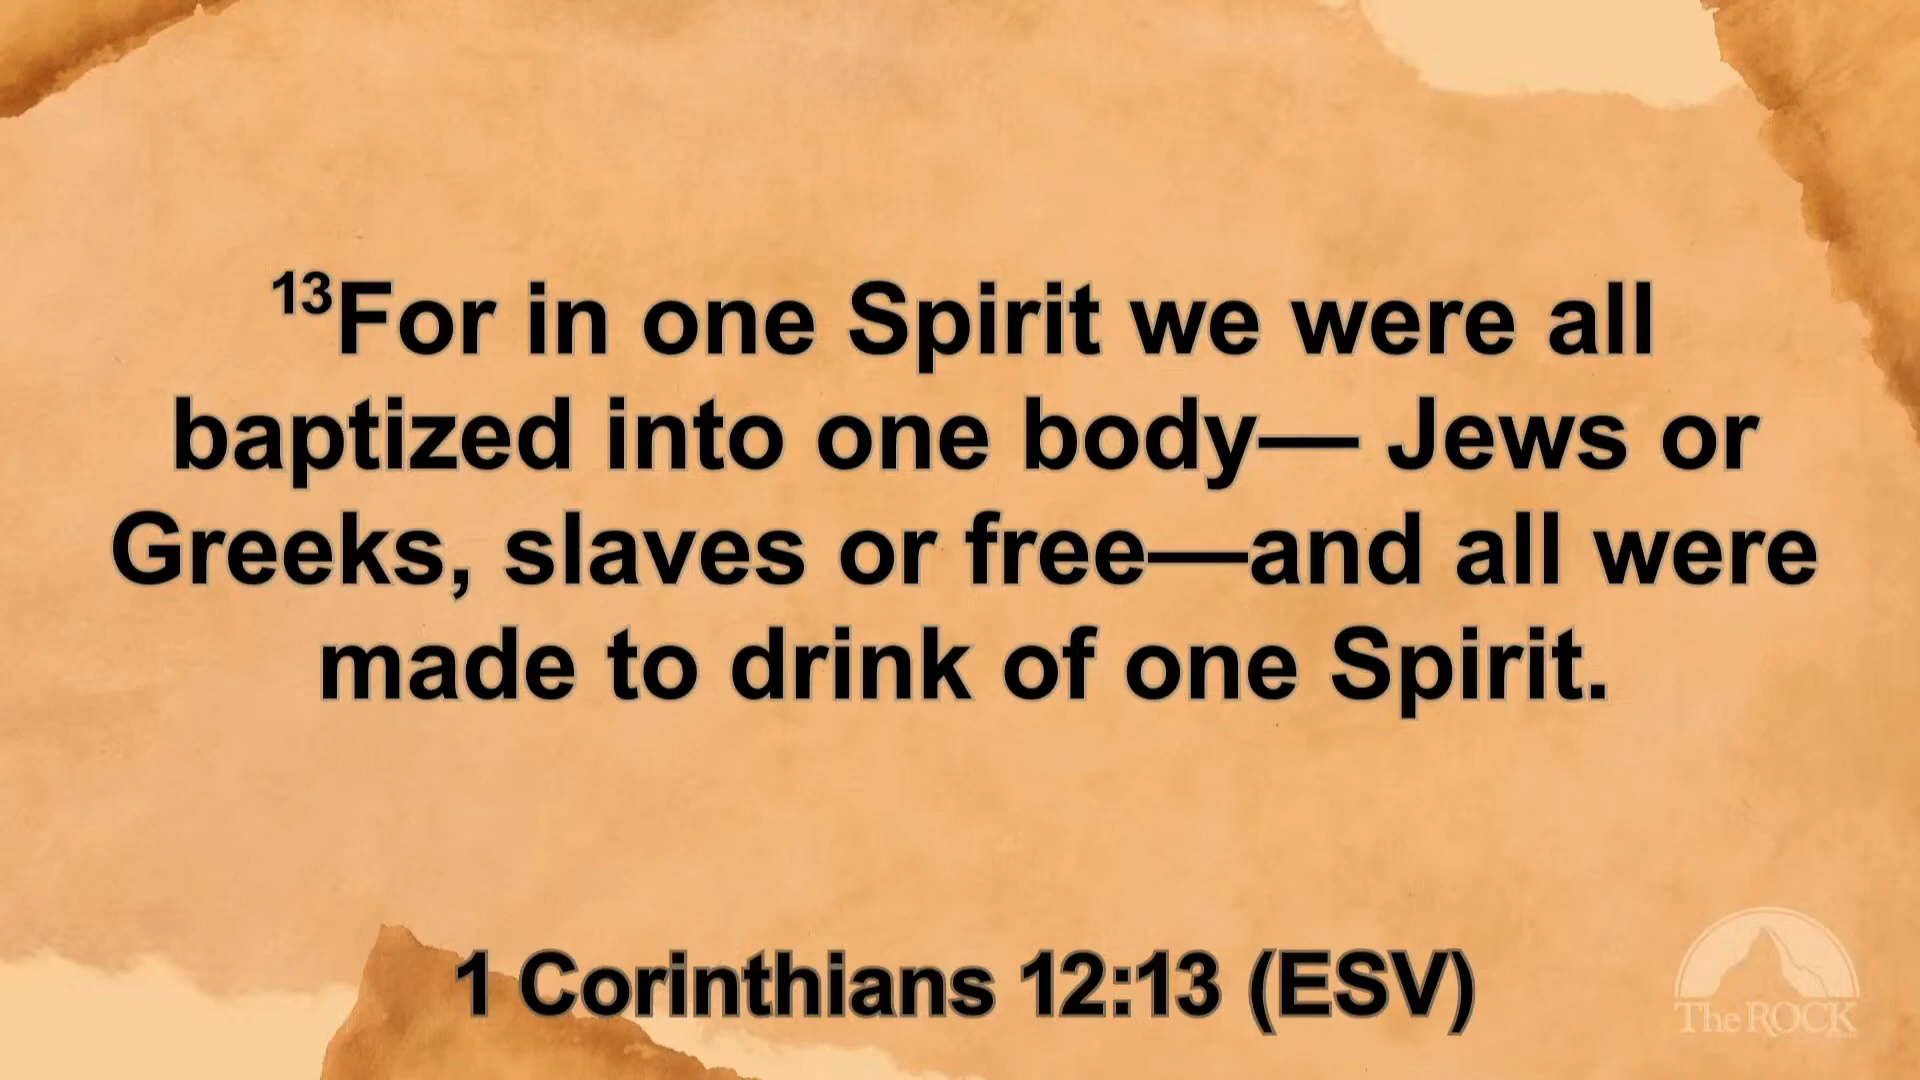 ¹³For in one Spirit we were all
baptized into one body— Jews or
Greeks, slaves or free—and all were
made to drink of one Spirit.
1 Corinthians 12:13 (ESV)
The ROCK